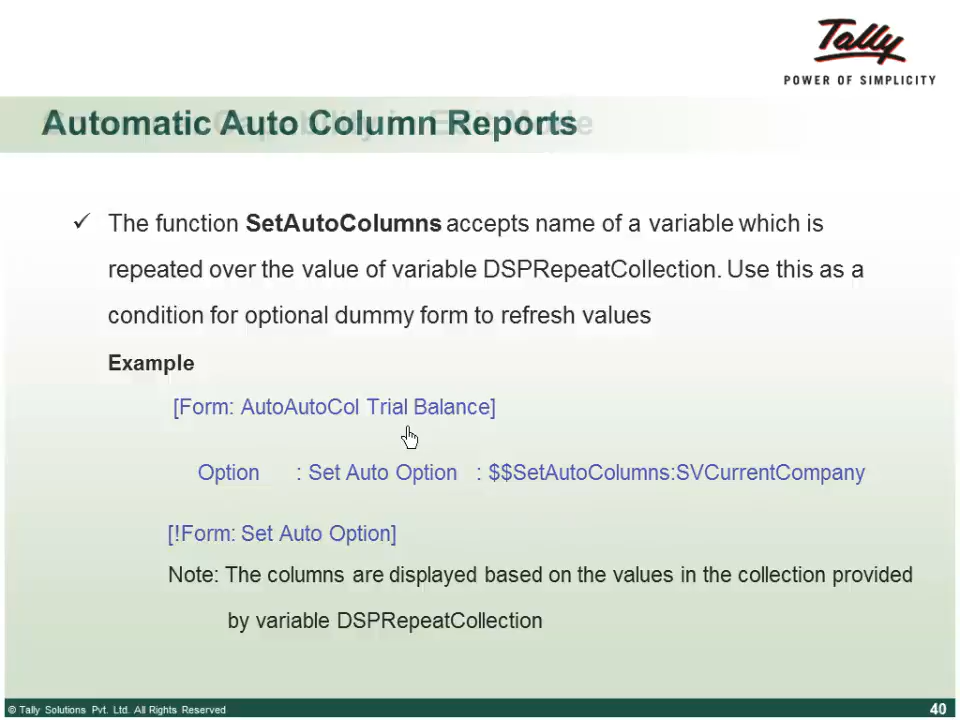 Tally
POWER OF SIMPLICITY
Automatic Auto Column Reports
✓ The function SetAutoColumns accepts name of a variable which is
repeated over the value of variable DSPRepeatCollection. Use this as a
condition for optional dummy form to refresh values
Example
[Form: AutoAutoCol Trial Balance]
Option : Set Auto Option : $$SetAutoColumns:SVCurrentCompany
[!Form: Set Auto Option]
Note: The columns are displayed based on the values in the collection provided
by variable DSPRepeatCollection
© Tally Solutions Pvt. Ltd. All Rights Reserved
40